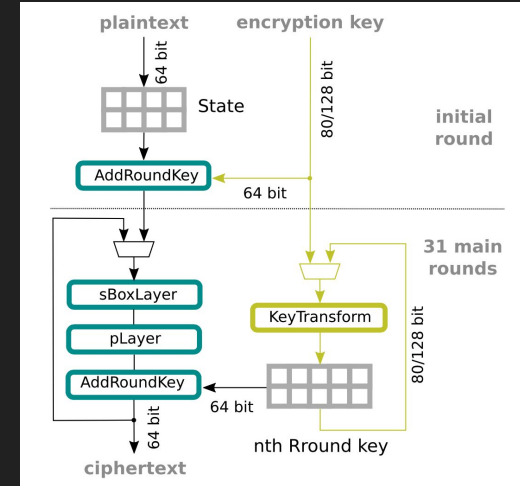 plaintext
encryption key
64 bit
80/128 bit
State
initial
round
AddRoundKey
64 bit
31 main
rounds
sBoxLayer
KeyTransform
pLayer
80/128 bit
AddRoundKey
64 bit
64 bit
nth Rround key
ciphertext